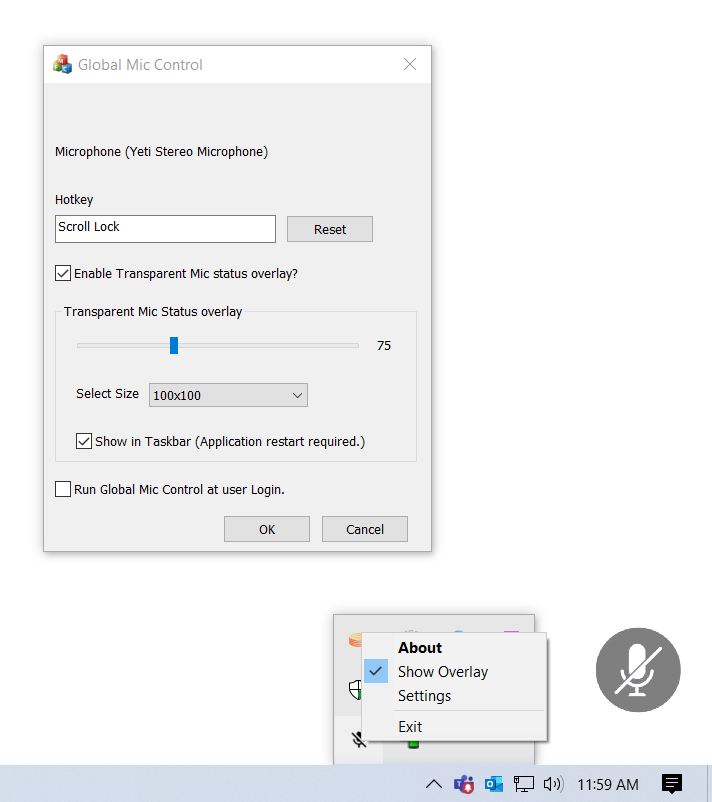 Global Mic Control
Microphone (Yeti Stereo Microphone)
Hotkey
Scroll Lock
Reset
Enable Transparent Mic status overlay?
Transparent Mic Status overlay
75
Select Size
100x100
Show in Taskbar (Application restart required.)
Run Global Mic Control at user Login.
OK
Cancel
About
Show Overlay
Settings
Exit
11:59 AM